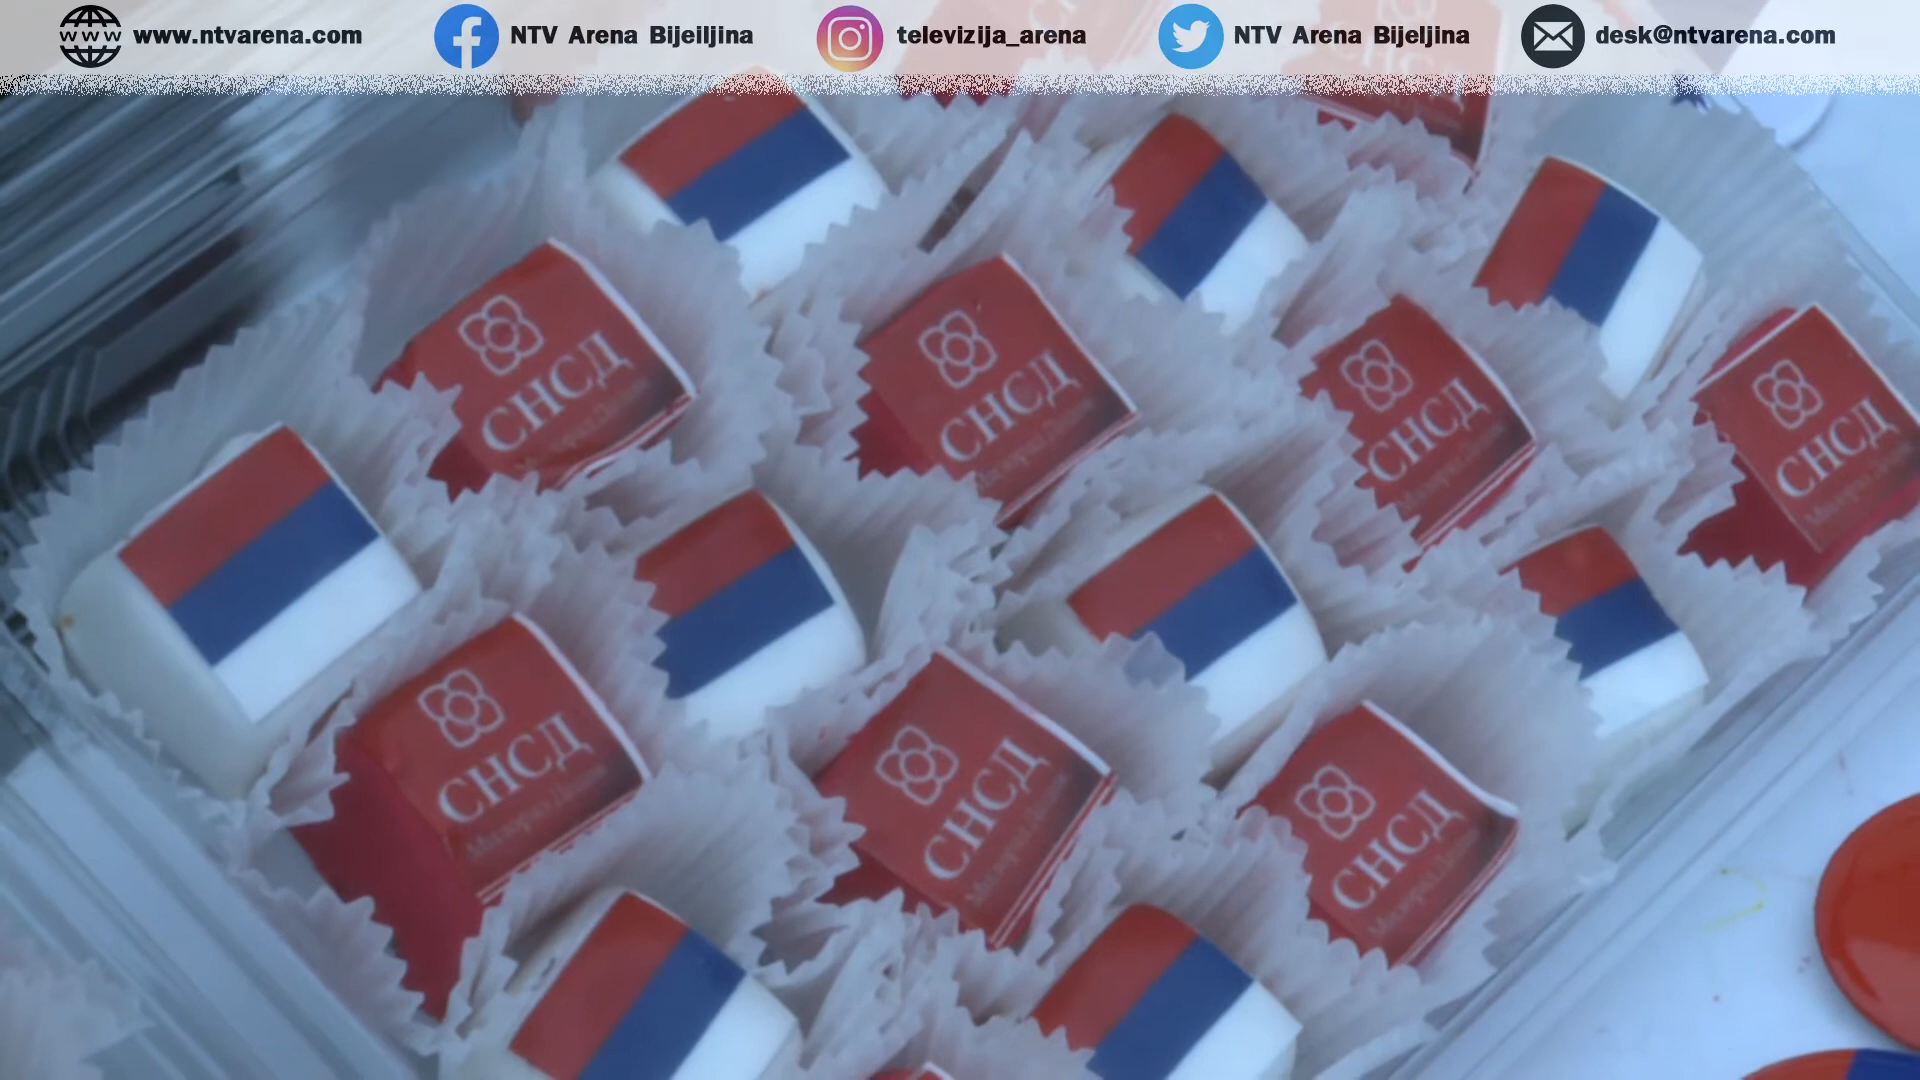 www.ntvarena.com
NTV Arena Bijeiljina
televizija_arena
NTV Arena Bijeljina
desk@ntvarena.com
СНСД
СНСД
СНСД
СНСД
СНСД
СНСД
СНСД